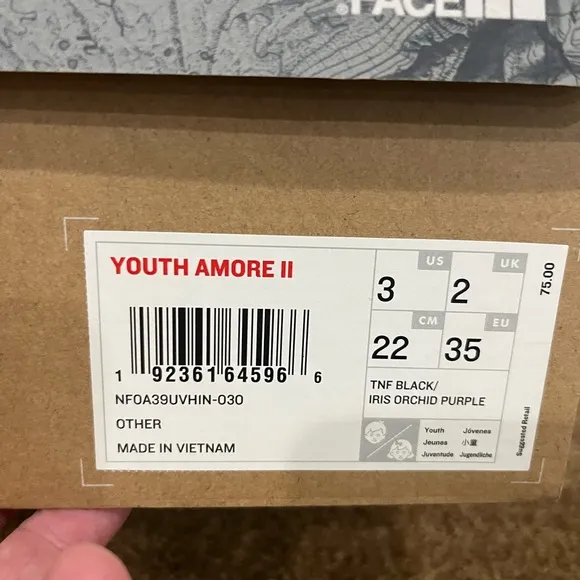 .FACE
YOUTH AMORE II
1 92361 64596 6
NF0A39UVHIN-030
OTHER
MADE IN VIETNAM
US
3
UK
2
CM
22
EU
35
TNF BLACK/
IRIS ORCHID PURPLE
Youth Jóvenes
Jeunes 小童
Juventude Jugendliche
75.00
Suggested Retail